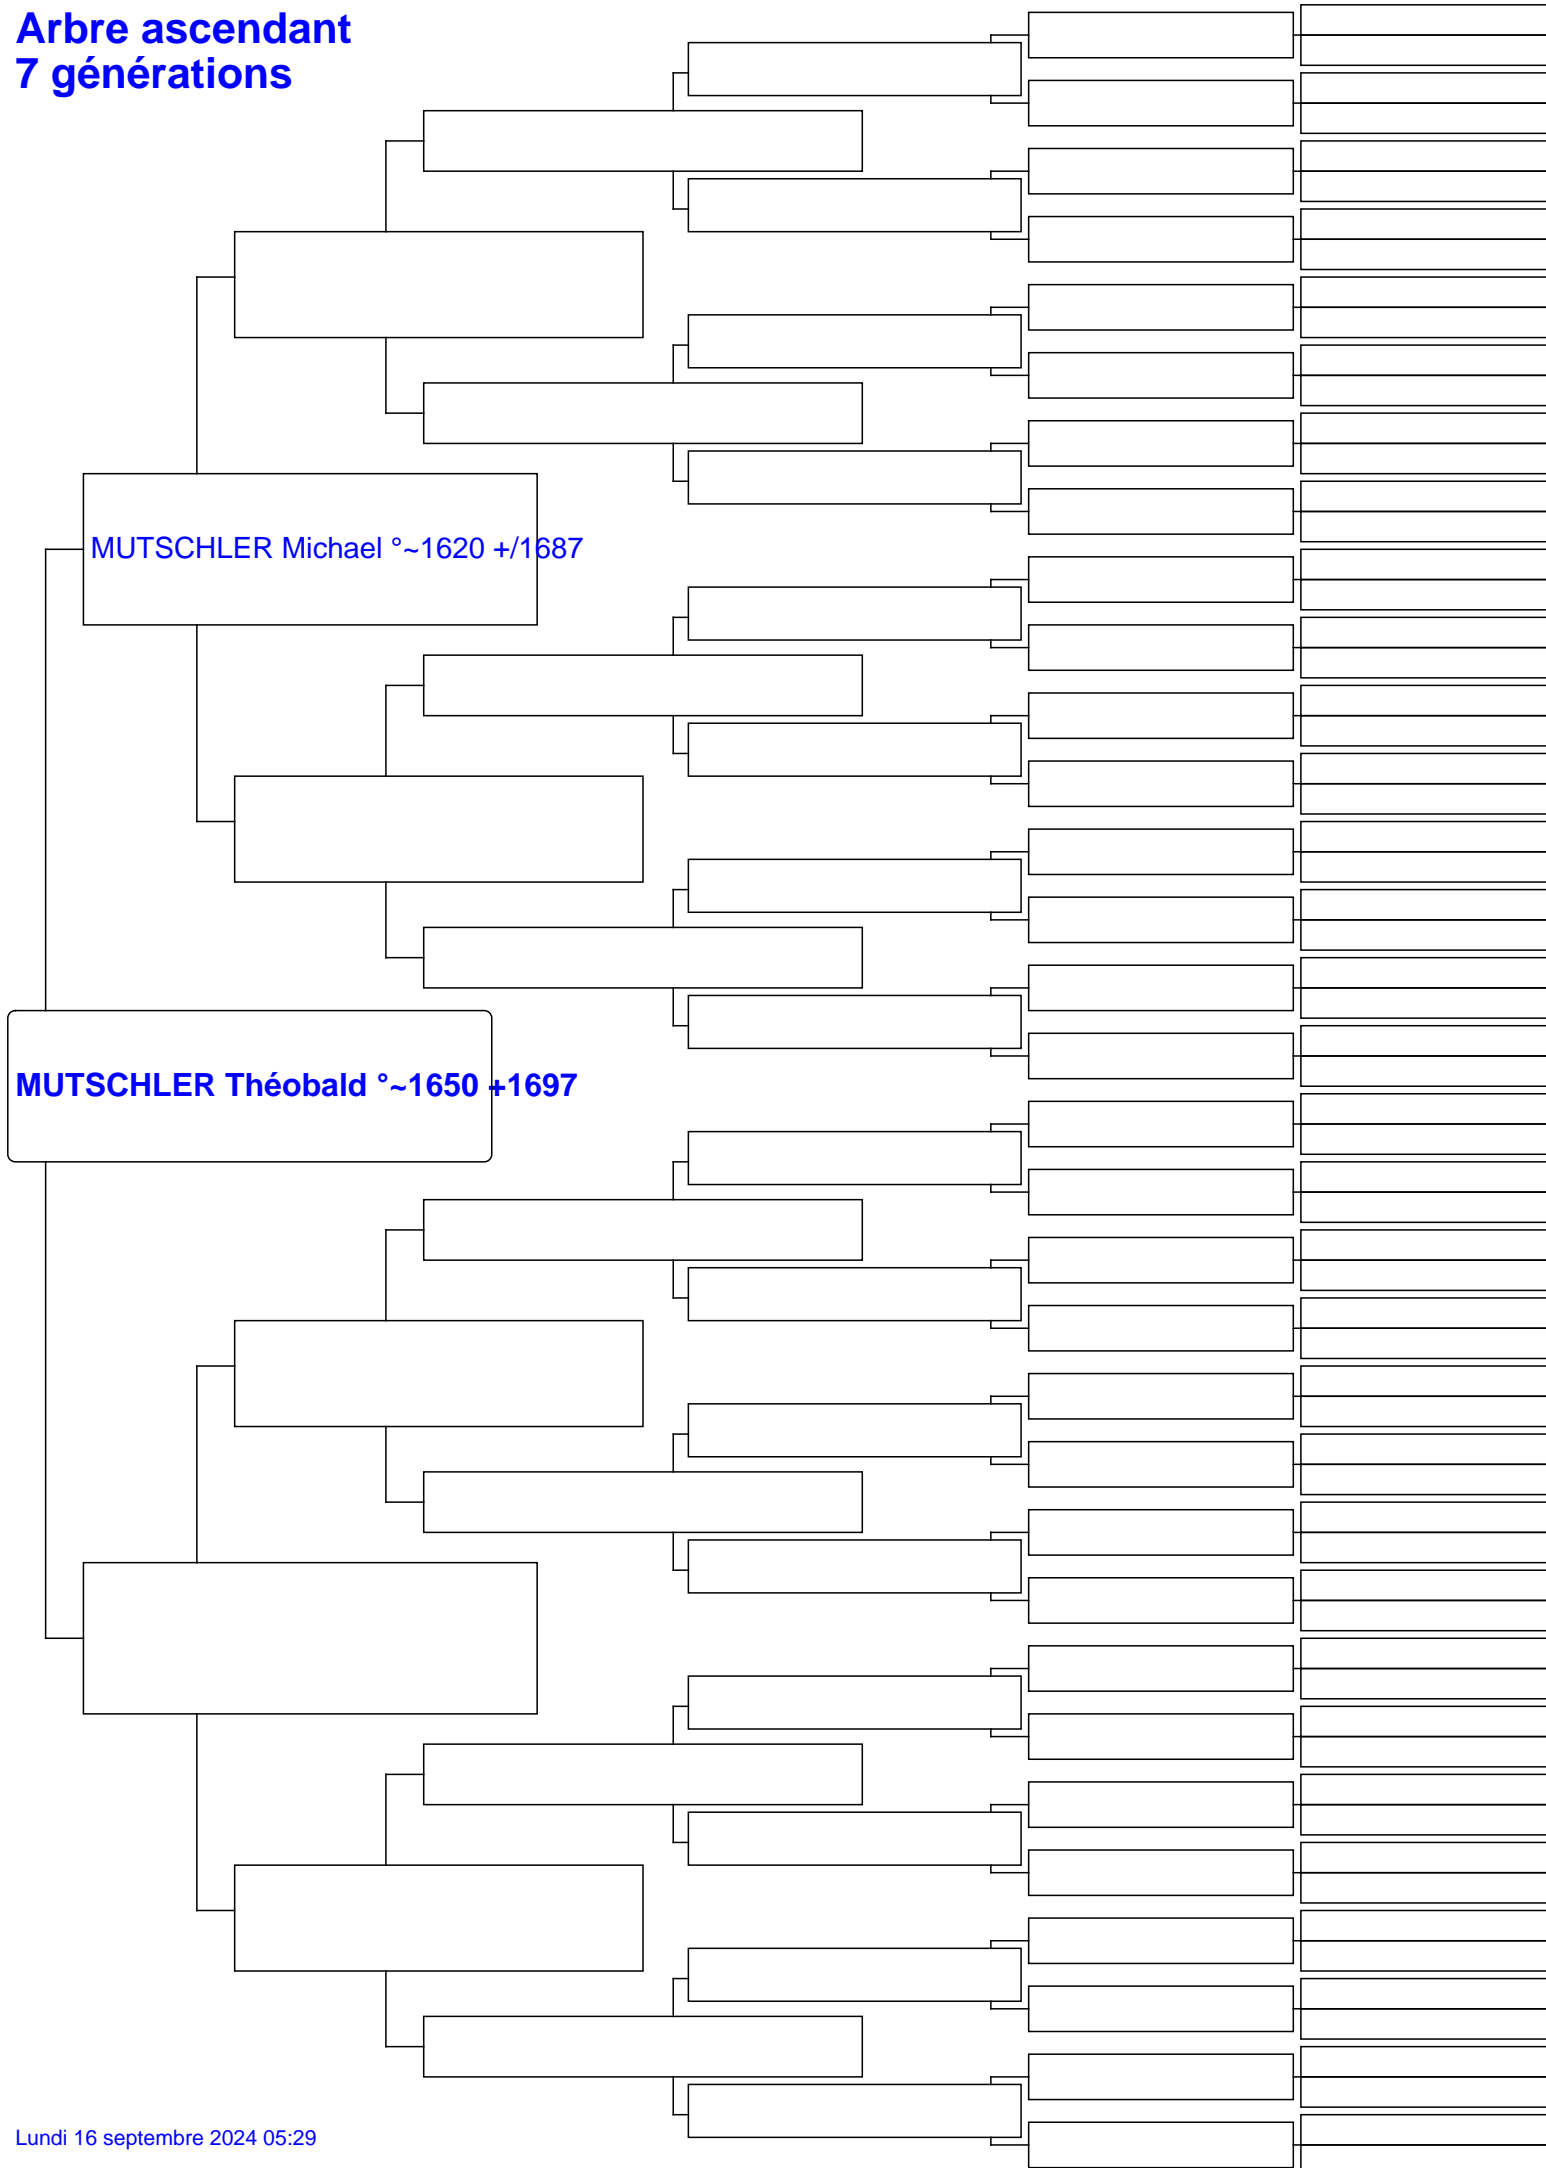 Arbre ascendant
7 générations
MUTSCHLER Michael °~1620 +/1687
MUTSCHLER Théobald °~1650 +1697
Lundi 16 septembre 2024 05:29